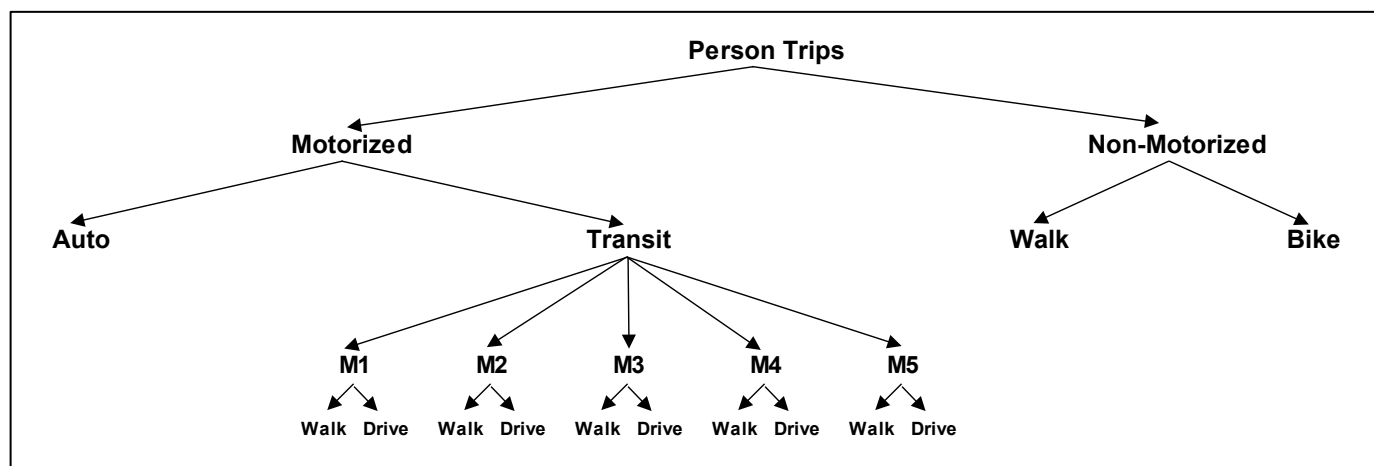 Person Trips
Motorized Non-Motorized
Auto Transit Walk Bike
M1 M2 M3 M4 M5
Walk Drive Walk Drive Walk Drive Walk Drive Walk Drive